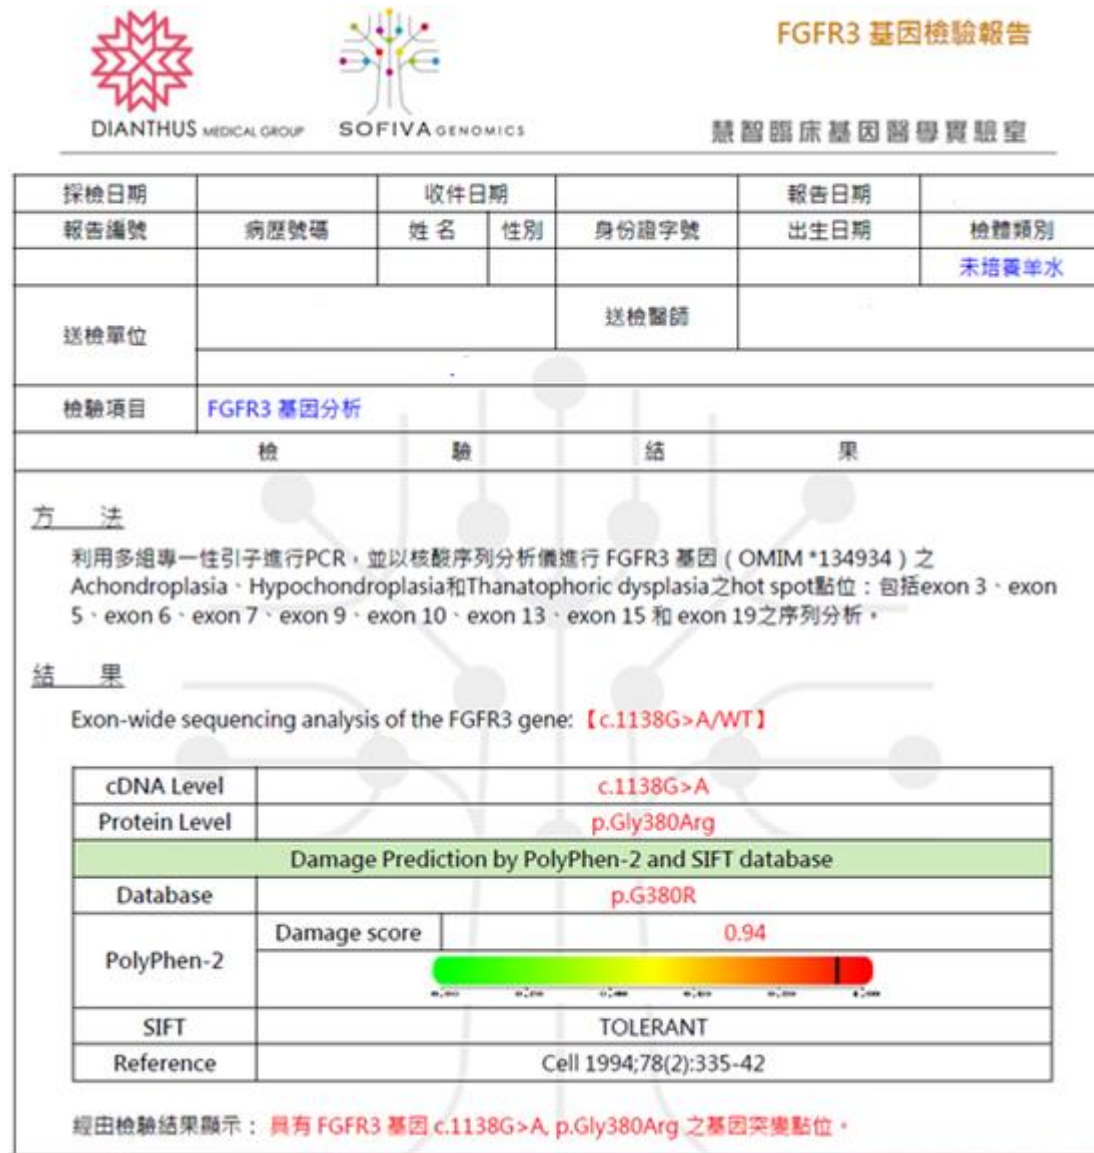 FGFR3 基因檢驗報告
DIANTHUS MEDICAL GROUP
SOFIVA GENOMICS
慧智臨床基因醫學實驗室
採檢日期 收件日期 報告日期
報告編號 病歷號碼 姓 名 性別 身份證字號 出生日期 檢體類別
未培養羊水
送檢單位 送檢醫師
檢驗項目 FGFR3 基因分析
檢 驗 結 果
方 法
利用多組專一性引子進行PCR，並以核酸序列分析儀進行 FGFR3 基因 ( OMIM *134934 ) 之
Achondroplasia、Hypochondroplasia和Thanatophoric dysplasia之hot spot點位：包括exon 3、exon
5、exon 6、exon 7、exon 9、exon 10、exon 13、exon 15 和 exon 19之序列分析。
結 果
Exon-wide sequencing analysis of the FGFR3 gene:【c.1138G>A/WT】
cDNA Level c.1138G>A
Protein Level p.Gly380Arg
Damage Prediction by PolyPhen-2 and SIFT database
Database p.G380R
PolyPhen-2 Damage score 0.94
SIFT TOLERANT
Reference Cell 1994;78(2):335-42
經由檢驗結果顯示： 具有 FGFR3 基因 c.1138G>A, p.Gly380Arg 之基因突變點位。